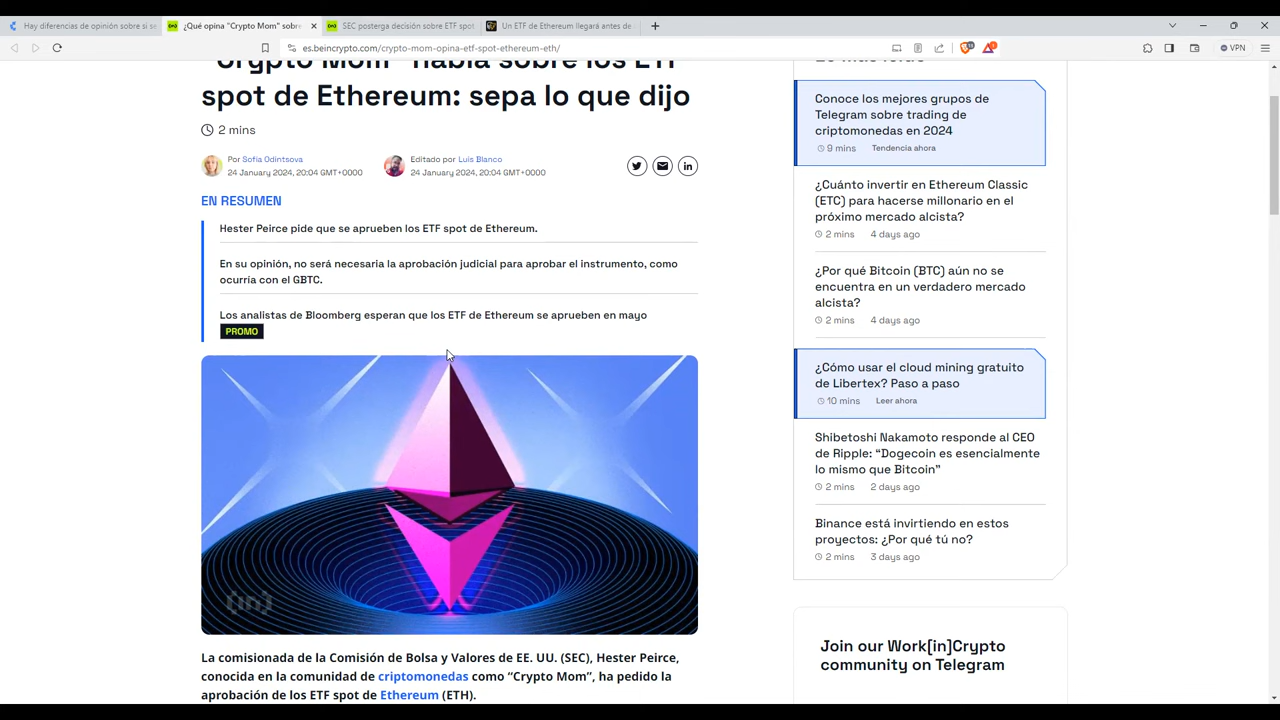 Hay diferencias de opinión sobre si se
¿Qué opina “Crypto Mom” sobre
SEC posterga decisión sobre ETF spot
Un ETF de Ethereum llegará antes de
es.beincrypto.com/crypto-mom-opina-etf-spot-ethereum-eth/
VPN
“Crypto Mom” habla sobre los ETF
spot de Ethereum: sepa lo que dijo
2 mins
Por Sofía Odintsova
24 January 2024, 20:04 GMT+0000
Editado por Luis Blanco
24 January 2024, 20:04 GMT+0000
EN RESUMEN
Hester Peirce pide que se aprueben los ETF spot de Ethereum.
En su opinión, no será necesaria la aprobación judicial para aprobar el instrumento, como
ocurría con el GBTC.
Los analistas de Bloomberg esperan que los ETF de Ethereum se aprueben en mayo
PROMO
La comisionada de la Comisión de Bolsa y Valores de EE. UU. (SEC), Hester Peirce,
conocida en la comunidad de criptomonedas como “Crypto Mom”, ha pedido la
aprobación de los ETF spot de Ethereum (ETH).
Conoce los mejores grupos de
Telegram sobre trading de
criptomonedas en 2024
9 mins Tendencia ahora
¿Cuánto invertir en Ethereum Classic
(ETC) para hacerse millonario en el
próximo mercado alcista?
2 mins 4 days ago
¿Por qué Bitcoin (BTC) aún no se
encuentra en un verdadero mercado
alcista?
2 mins 4 days ago
¿Cómo usar el cloud mining gratuito
de Libertex? Paso a paso
10 mins Leer ahora
Shibetoshi Nakamoto responde al CEO
de Ripple: “Dogecoin es esencialmente
lo mismo que Bitcoin”
2 mins 2 days ago
Binance está invirtiendo en estos
proyectos: ¿Por qué tú no?
2 mins 3 days ago
Join our Work[in]Crypto
community on Telegram